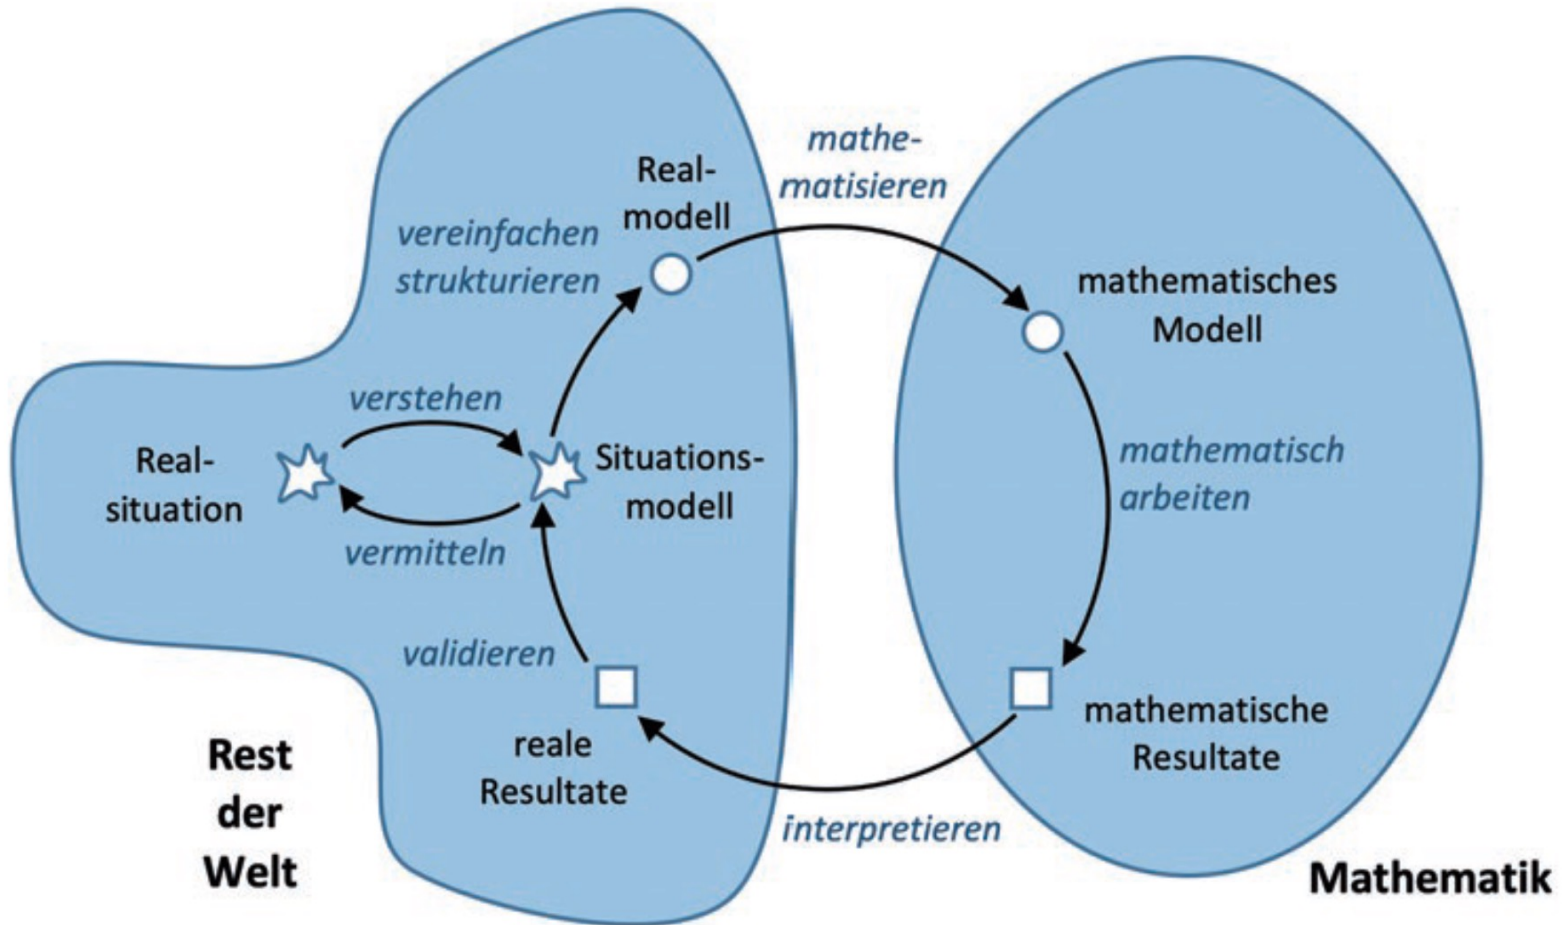 mathe-
matisieren
Real-
modell
vereinfachen
strukturieren
mathematisches
Modell
verstehen
Real-
situation
Situations-
modell
mathematisch
arbeiten
vermitteln
validieren
reale
Resultate
mathematische
Resultate
interpretieren
Rest
der
Welt
Mathematik